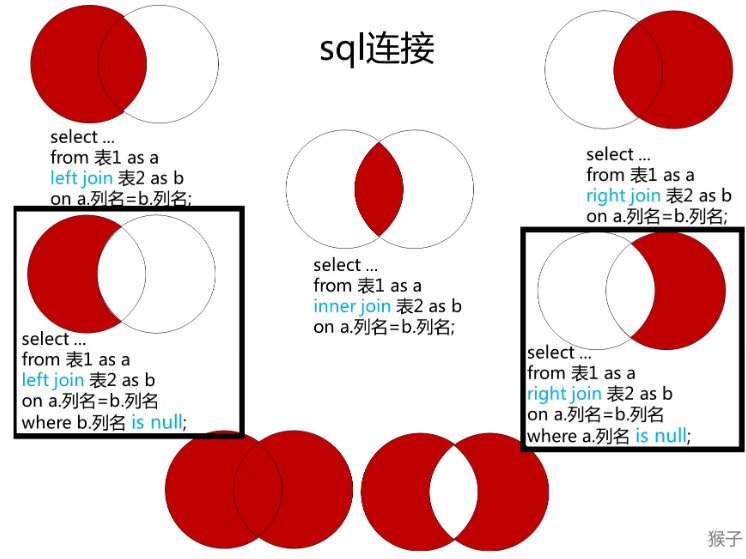 sql连接
select ...
from 表1 as a
left join 表2 as b
on a.列名=b.列名;
select ...
from 表1 as a
right join 表2 as b
on a.列名=b.列名;
select ...
from 表1 as a
inner join 表2 as b
on a.列名=b.列名;
select ...
from 表1 as a
left join 表2 as b
on a.列名=b.列名
where b.列名 is null;
select ...
from 表1 as a
right join 表2 as b
on a.列名=b.列名
where a.列名 is null;
猴子